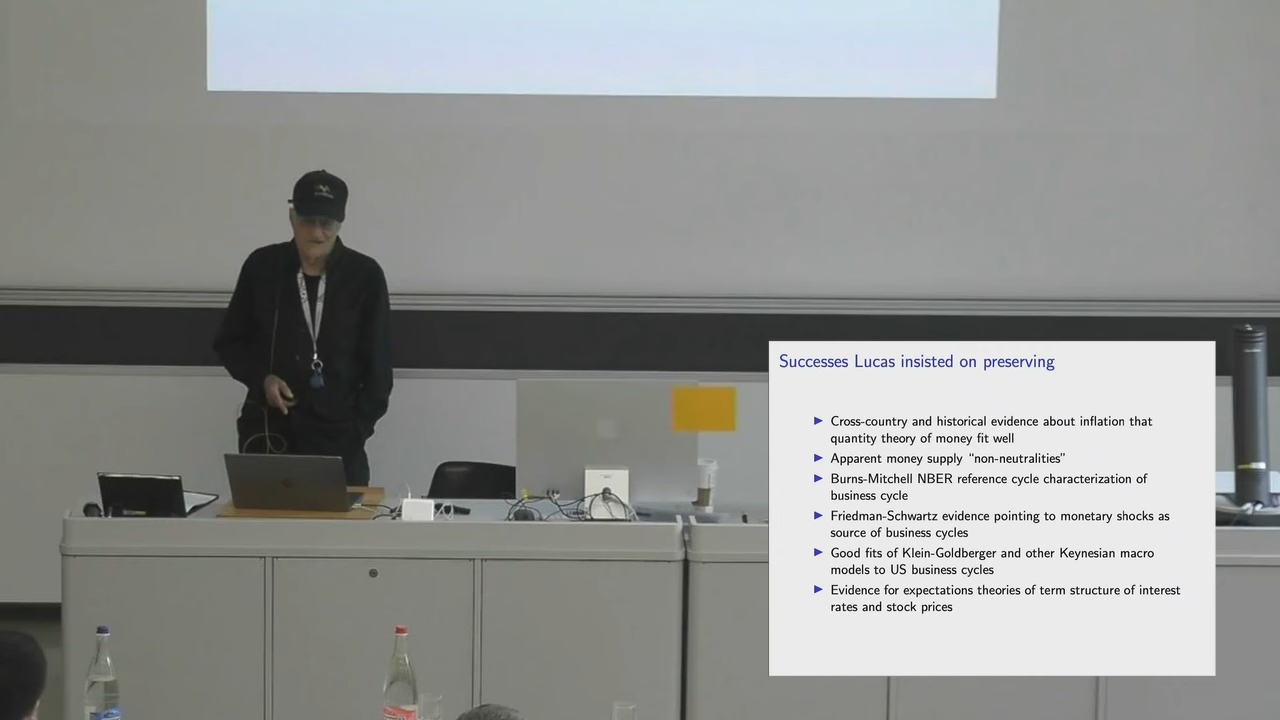 Successes Lucas insisted on preserving
Cross-country and historical evidence about inflation that
quantity theory of money fit well
Apparent money supply “non-neutralities”
Burns-Mitchell NBER reference cycle characterization of
business cycle
Friedman-Schwartz evidence pointing to monetary shocks as
source of business cycles
Good fits of Klein-Goldberger and other Keynesian macro
models to US business cycles
Evidence for expectations theories of term structure of interest
rates and stock prices